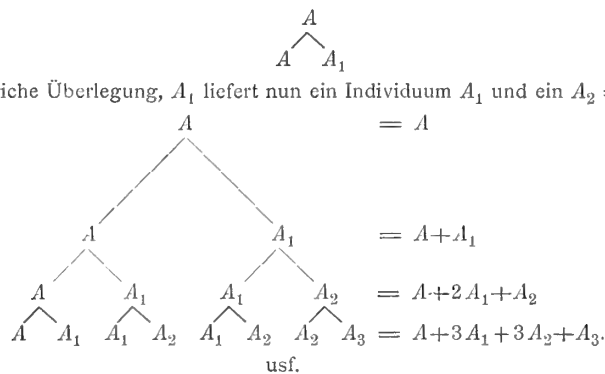 A
A A₁
iche Überlegung, A₁ liefert nun ein Individuum A₁ und ein A₂
A = A
A A₁ = A+A₁
A A₁ A₁ A₂ = A+2A₁+A₂
A A₁ A₁ A₂ A₁ A₂ A₂ A₃ = A+3A₁+3A₂+A₃.
usf.